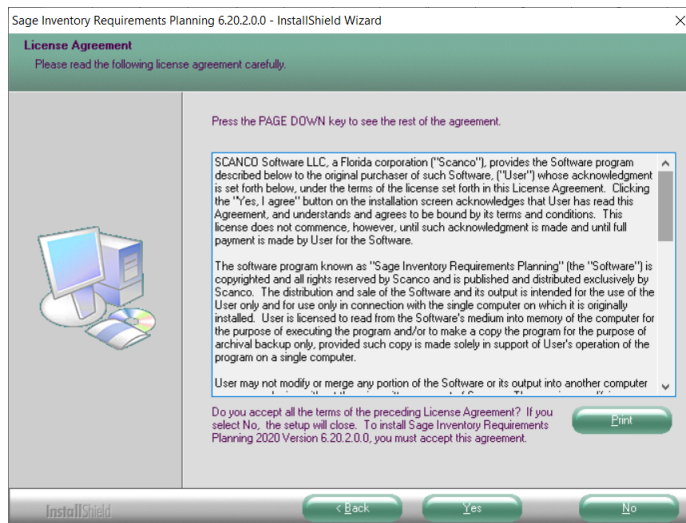 Sage Inventory Requirements Planning 6.20.2.0.0 - InstallShield Wizard
License Agreement
Please read the following license agreement carefully.
Press the PAGE DOWN key to see the rest of the agreement.
SCANCO Software LLC, a Florida corporation ("Scanco"), provides the Software program
described below to the original purchaser of such Software, ("User") whose acknowledgment
is set forth below, under the terms of the license set forth in this License Agreement. Clicking
the "Yes, I agree" button on the installation screen acknowledges that User has read this
Agreement, and understands and agrees to be bound by its terms and conditions. This
license does not commence, however, until such acknowledgment is made and until full
payment is made by User for the Software.
The software program known as "Sage Inventory Requirements Planning" (the "Software") is
copyrighted and all rights reserved by Scanco and is published and distributed exclusively by
Scanco. The distribution and sale of the Software and its output is intended for the use of the
User only and for use only in connection with the single computer on which it is originally
installed. User is licensed to read from the Software's medium into memory of the computer for
the purpose of executing the program and/or to make a copy the program for the purpose of
archival backup only, provided such copy is made solely in support of User's operation of the
program on a single computer.
User may not modify or merge any portion of the Software or its output into another computer
Do you accept all the terms of the preceding License Agreement? If you
select No, the setup will close. To install Sage Inventory Requirements
Planning 2020 Version 6.20.2.0.0, you must accept this agreement.
Print
InstallShield
< Back
Yes
No